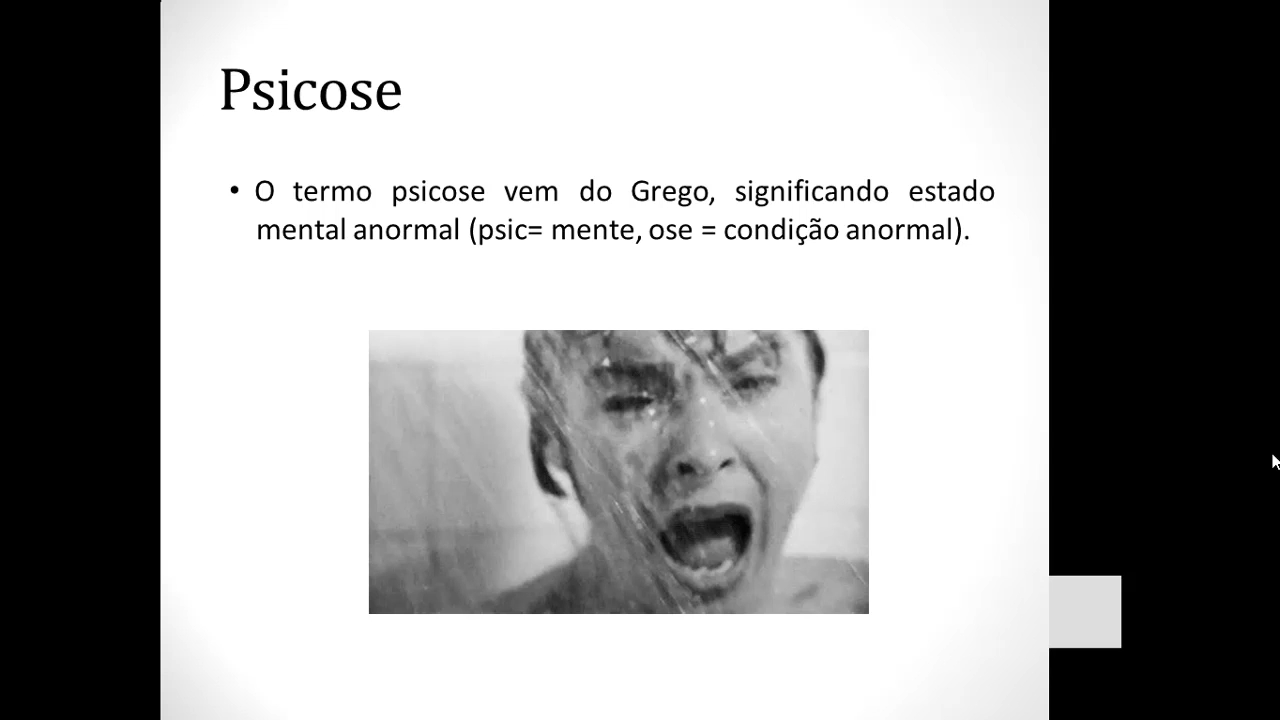 Psicose
• O termo psicose vem do Grego, significando estado
mental anormal (psic= mente, ose = condição anormal).